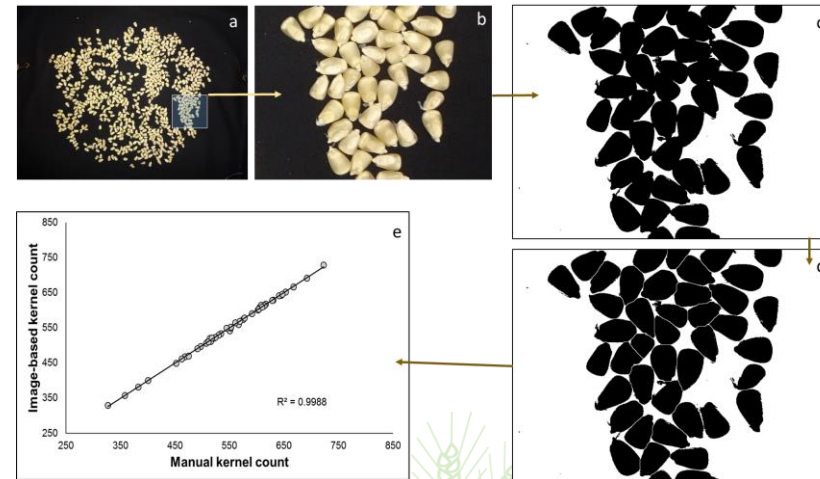 a
b
e
850
750
650
550
450
350
250
Image-based kernel count
R² = 0.9988
250 350 450 550 650 750 850
Manual kernel count